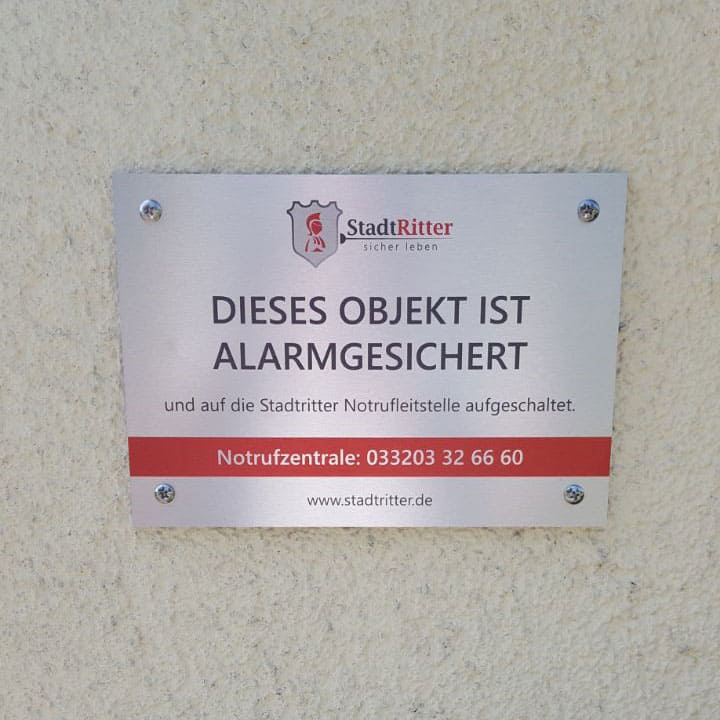 StadtRitter
sicher leben
DIESES OBJEKT IST
ALARMGESICHERT
und auf die Stadtritter Notrufleitstelle aufgeschaltet.
Notrufzentrale: 033203 32 66 60
www.stadtritter.de